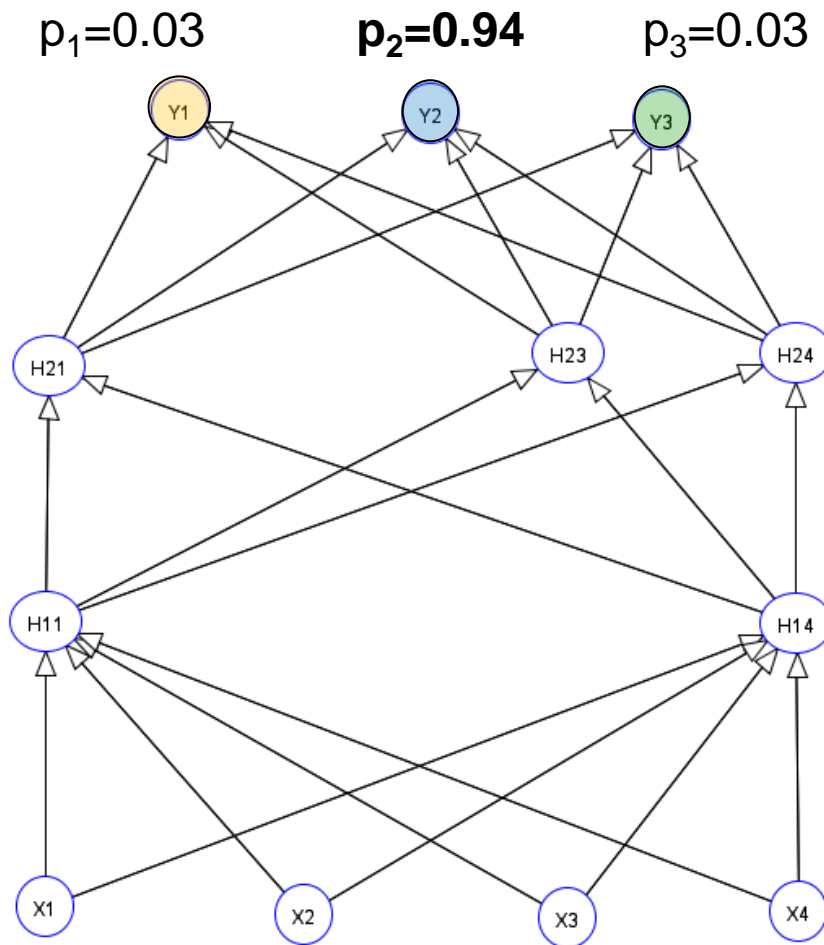 p₁=0.03 p₂=0.94 p₃=0.03
Y1 Y2 Y3
H21 H23 H24
H11 H14
X1 X2 X3 X4